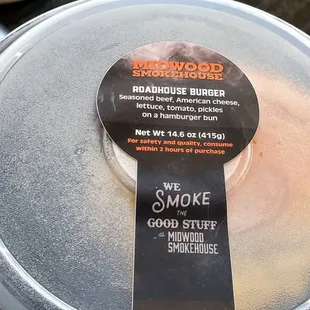 MIDWOOD
SMOKEHOUSE
ROADHOUSE BURGER
Seasoned beef, American cheese,
lettuce, tomato, pickles
on a hamburger bun
Net Wt 14.6 oz (415g)
For safety and quality, consume
within 2 hours of purchase
WE
SMOKE
THE
GOOD STUFF
at MIDWOOD
SMOKEHOUSE